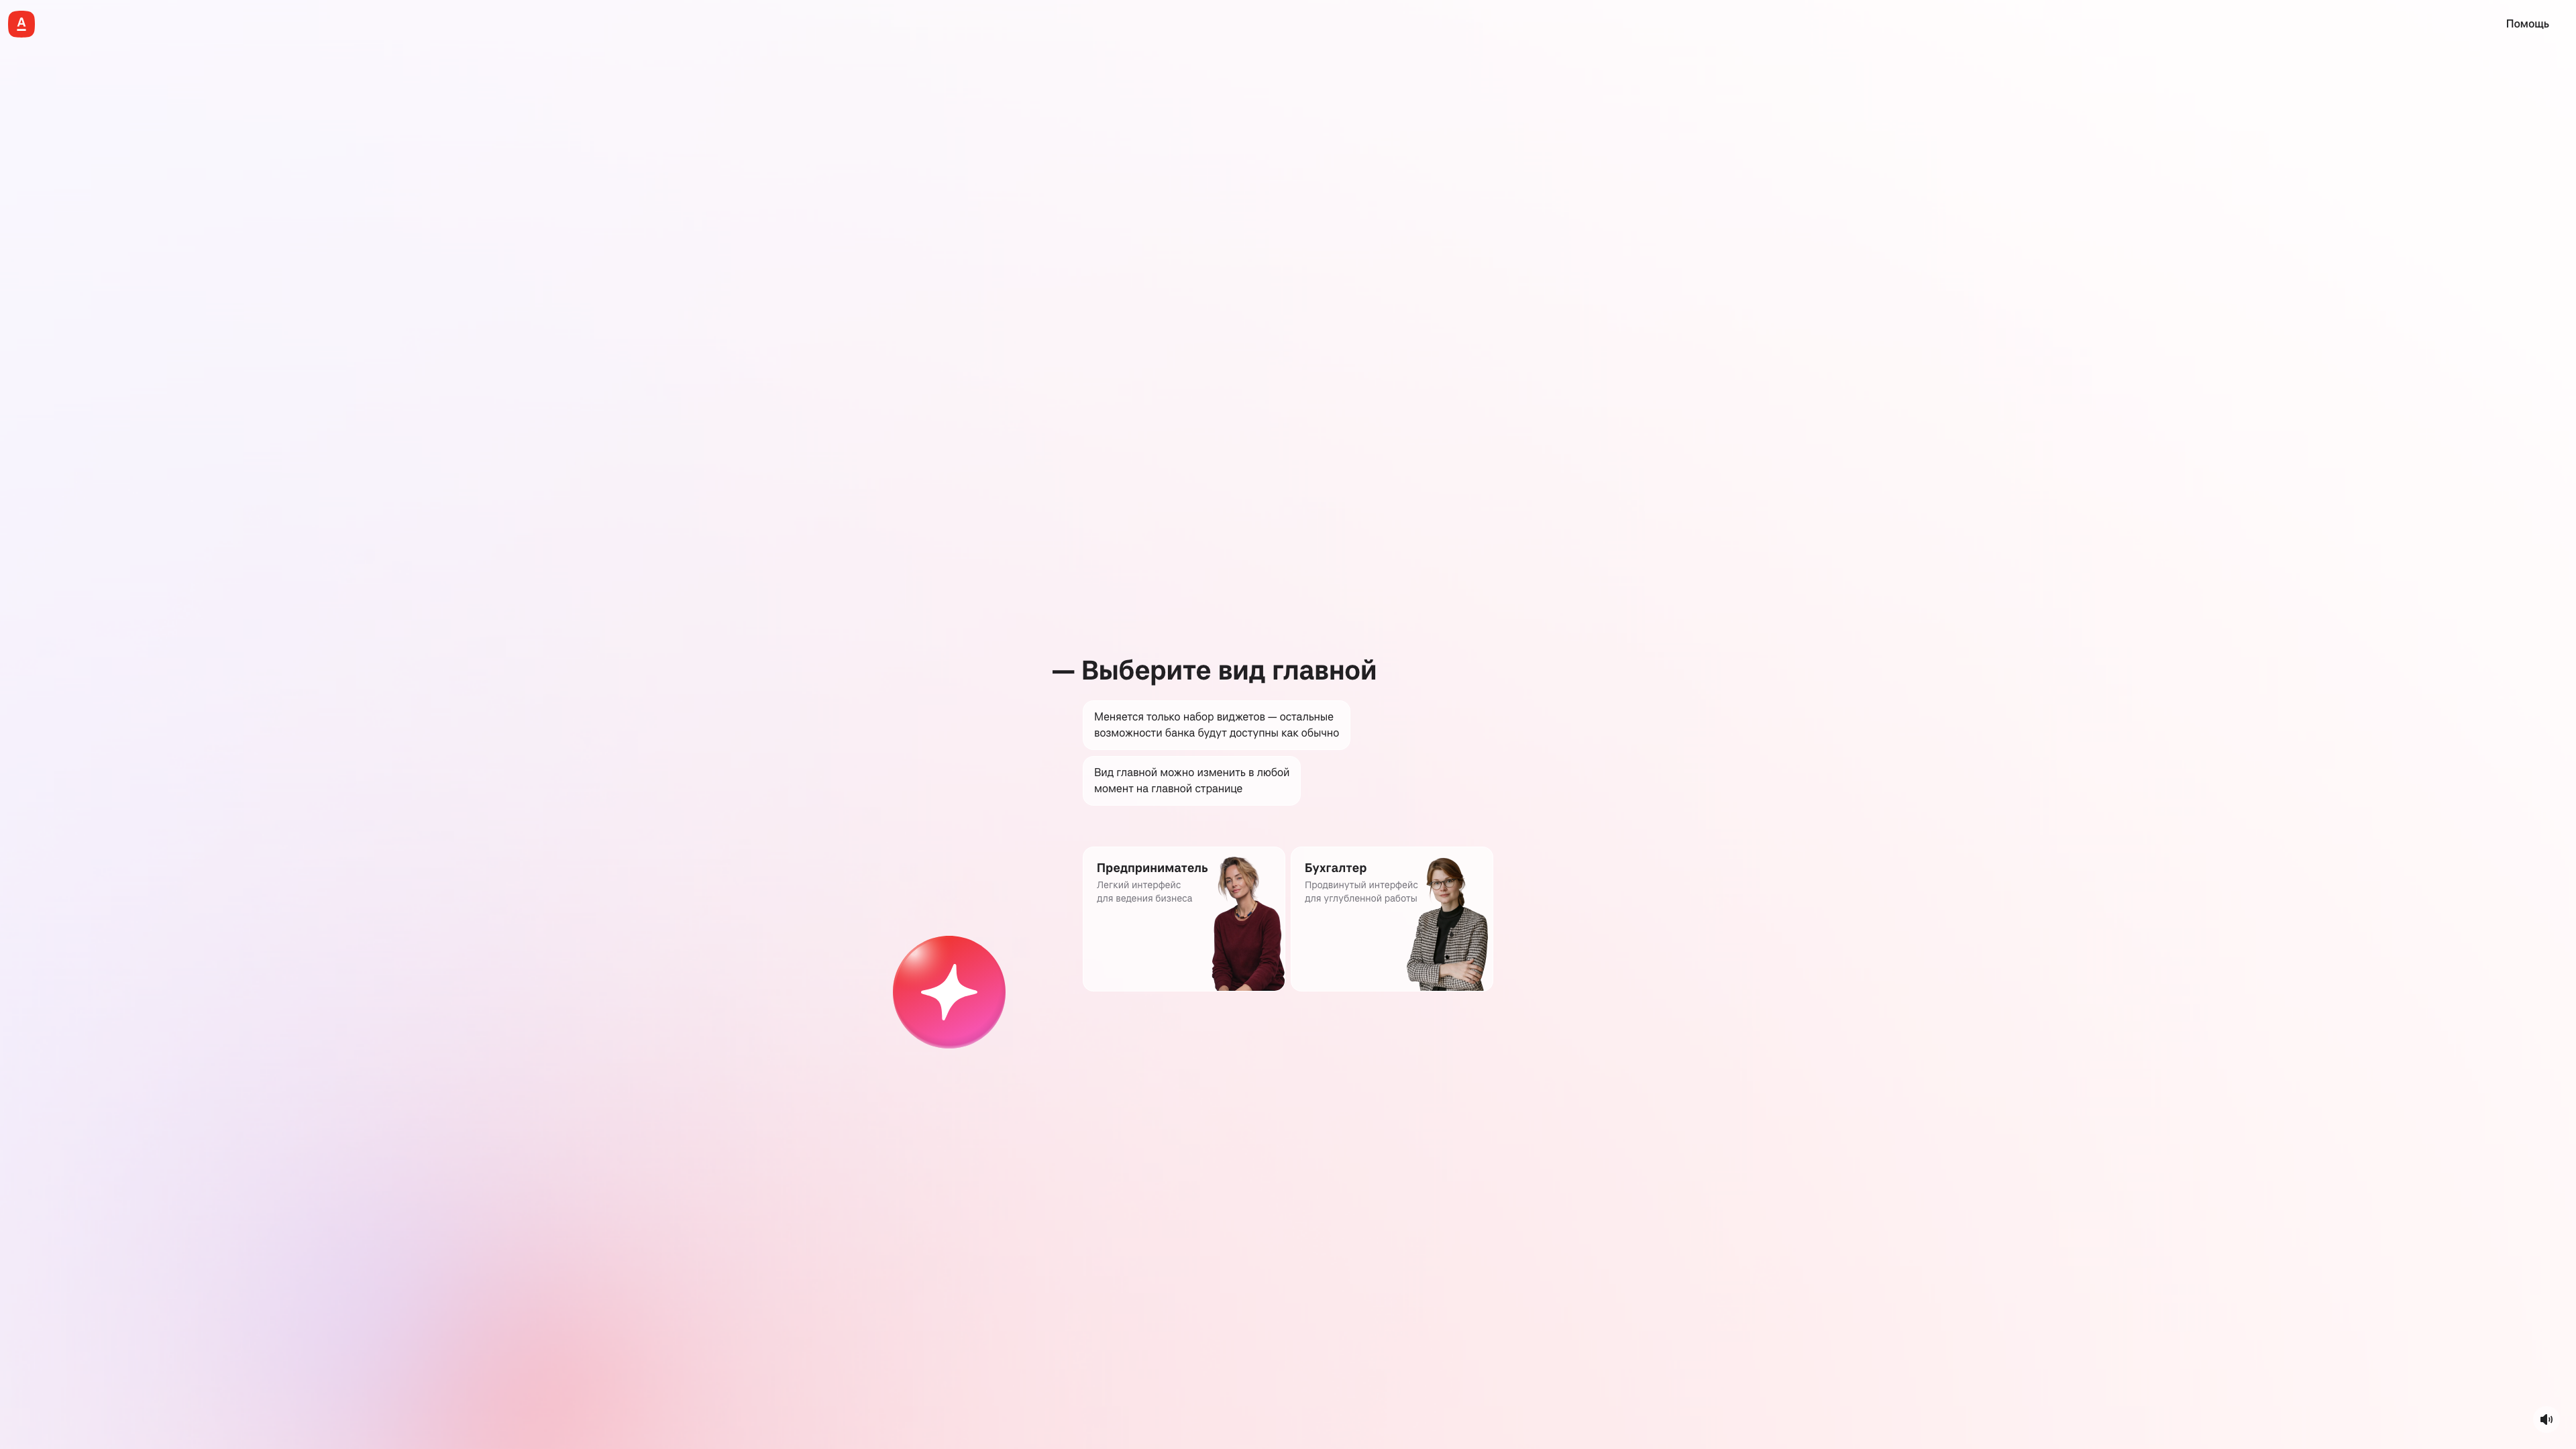 А
Помощь
— Выберите вид главной
Меняется только набор виджетов — остальные
возможности банка будут доступны как обычно
Вид главной можно изменить в любой
момент на главной странице
Предприниматель
Легкий интерфейс
для ведения бизнеса
Бухгалтер
Продвинутый интерфейс
для углубленной работы